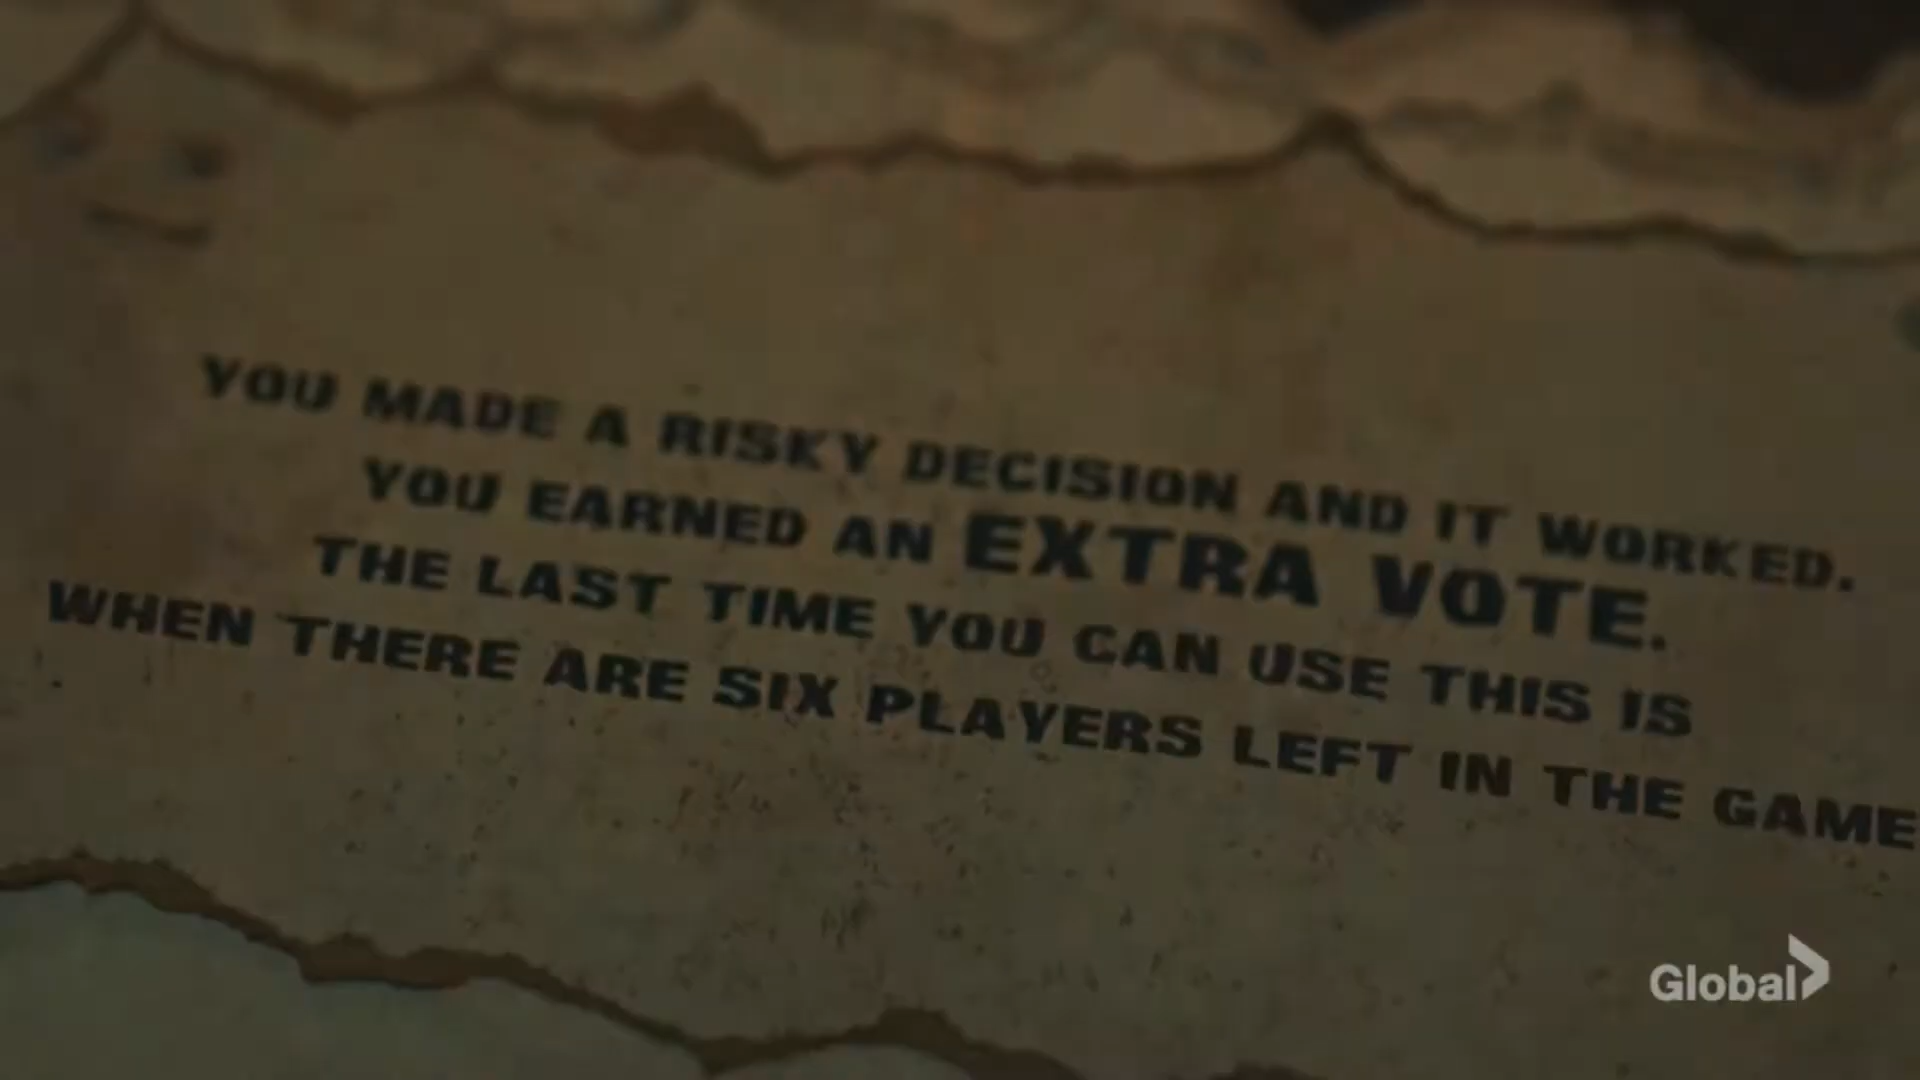 YOU MADE A RISKY DECISION AND IT WORKED.
YOU EARNED AN EXTRA VOTE.
THE LAST TIME YOU CAN USE THIS IS
WHEN THERE ARE SIX PLAYERS LEFT IN THE GAME
Global